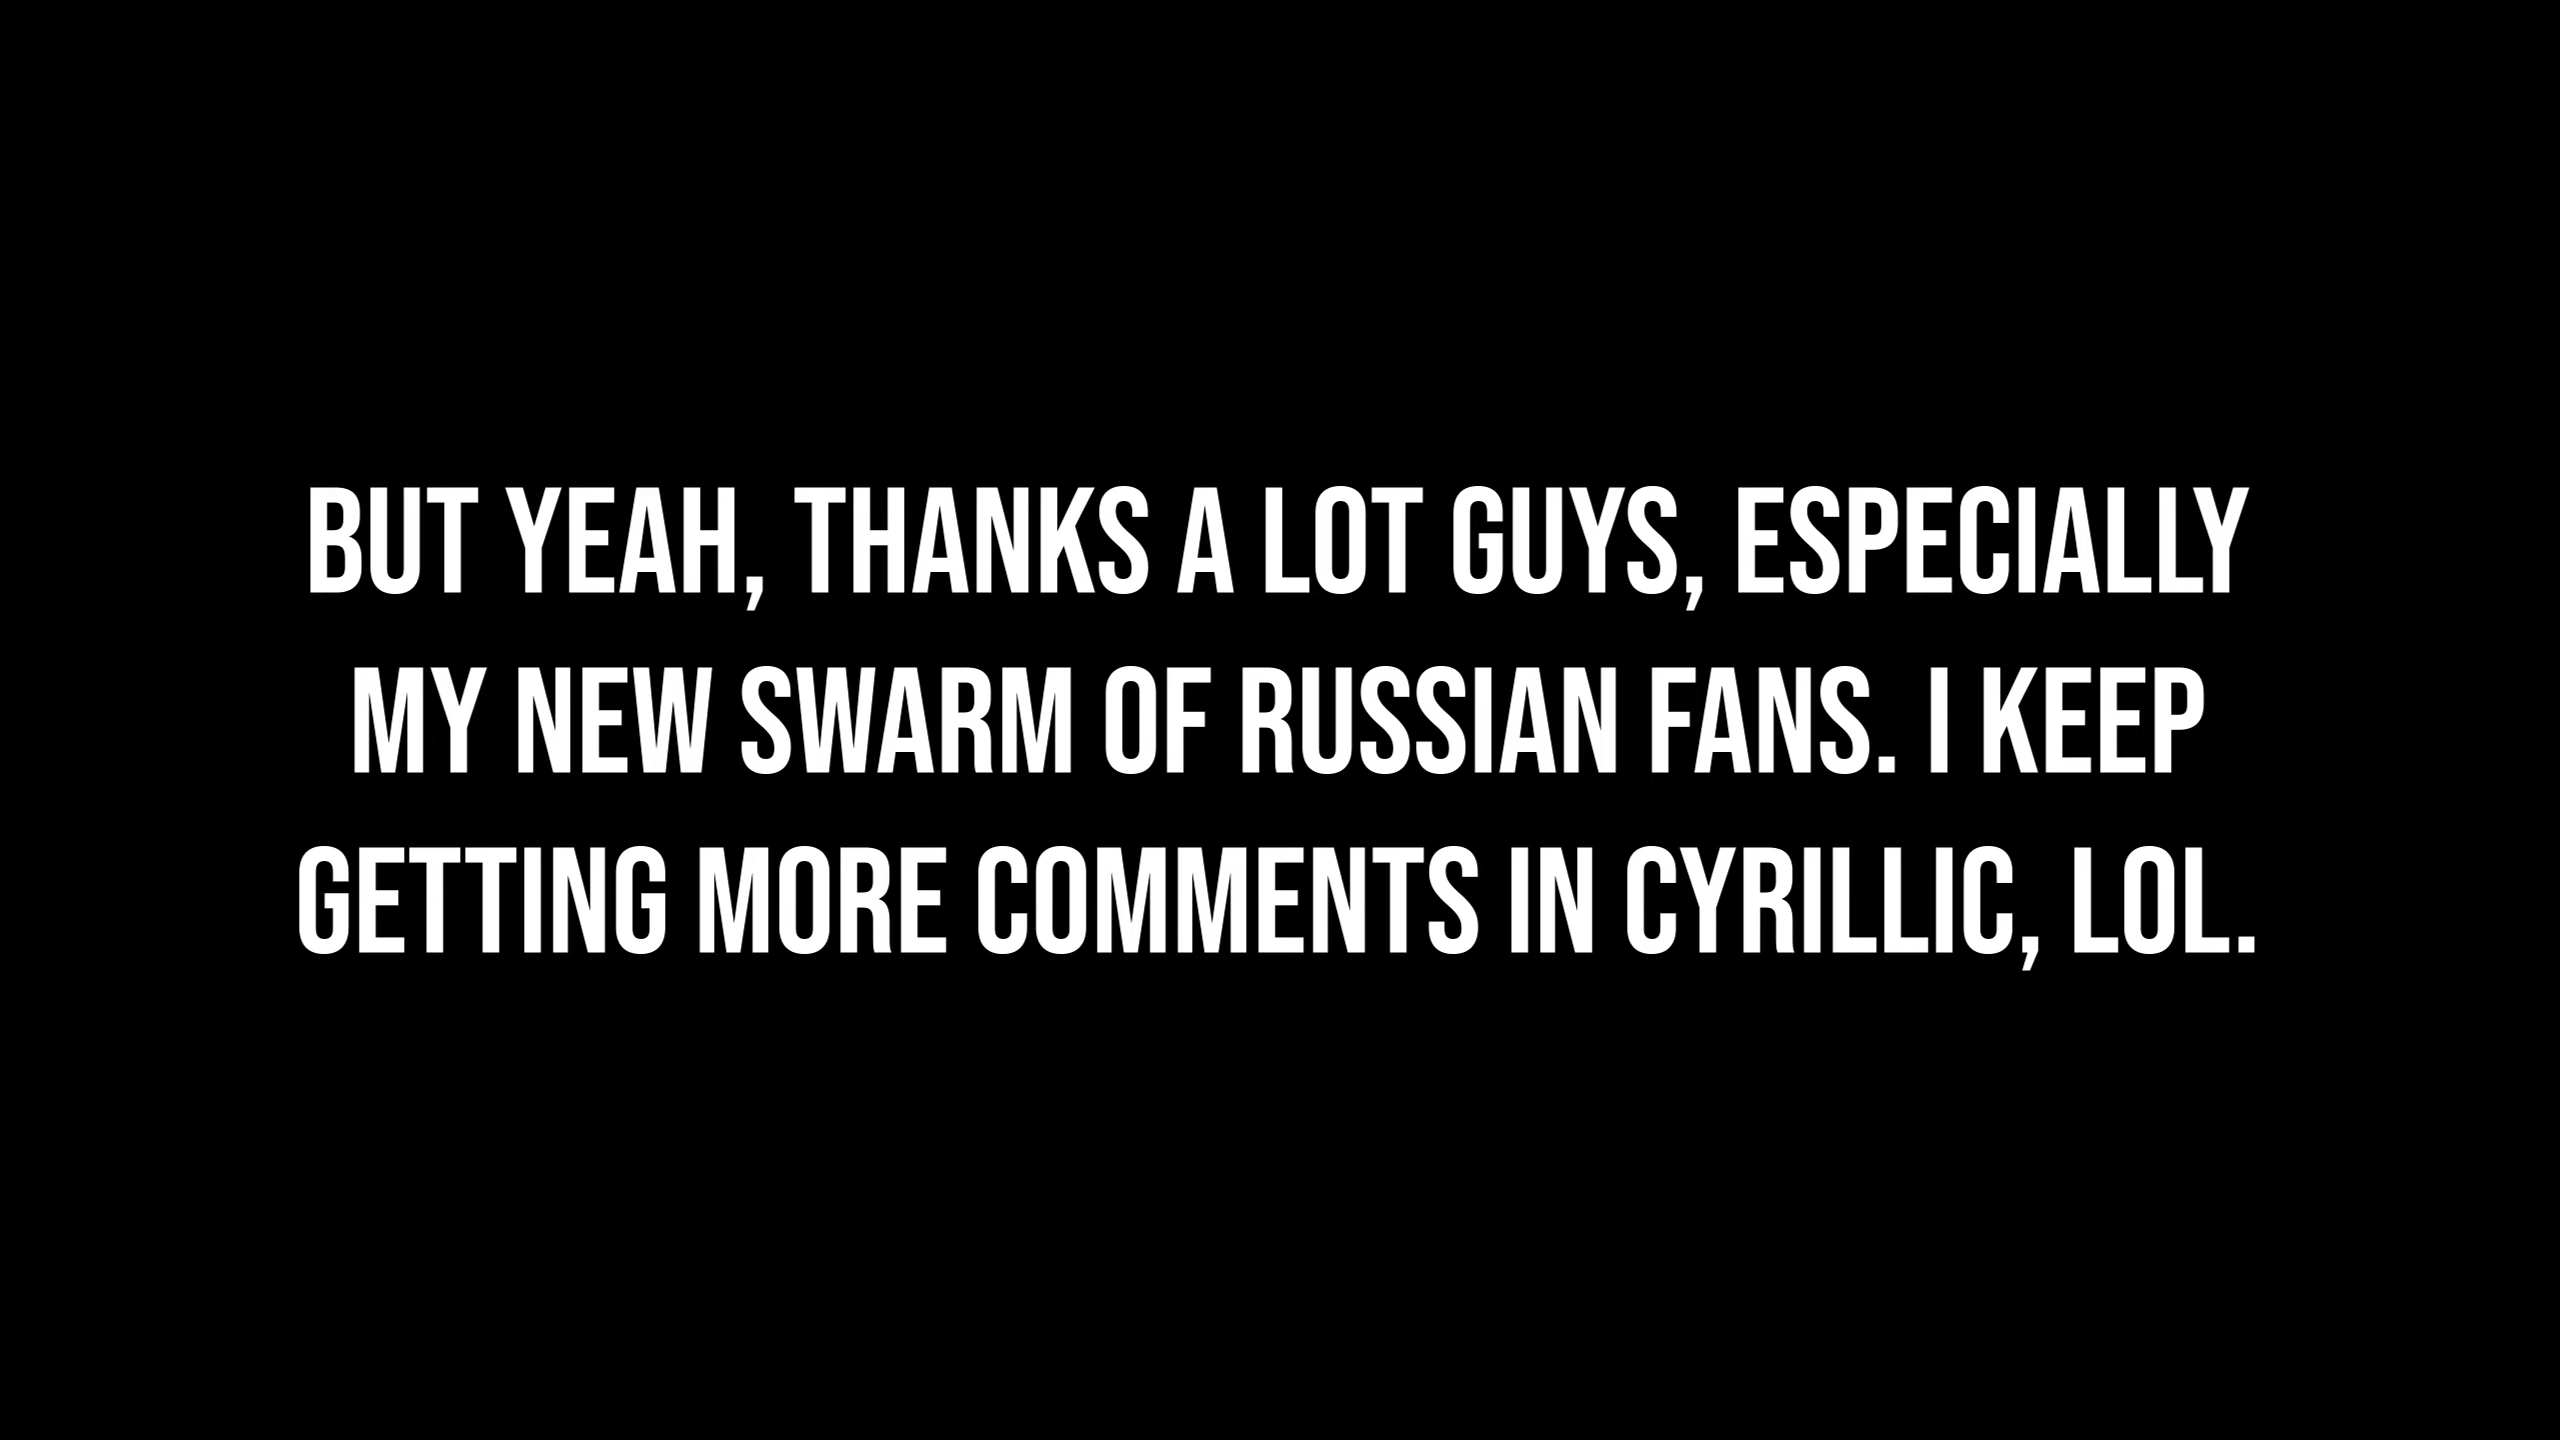 BUT YEAH, THANKS A LOT GUYS, ESPECIALLY
MY NEW SWARM OF RUSSIAN FANS. I KEEP
GETTING MORE COMMENTS IN CYRILLIC, LOL.